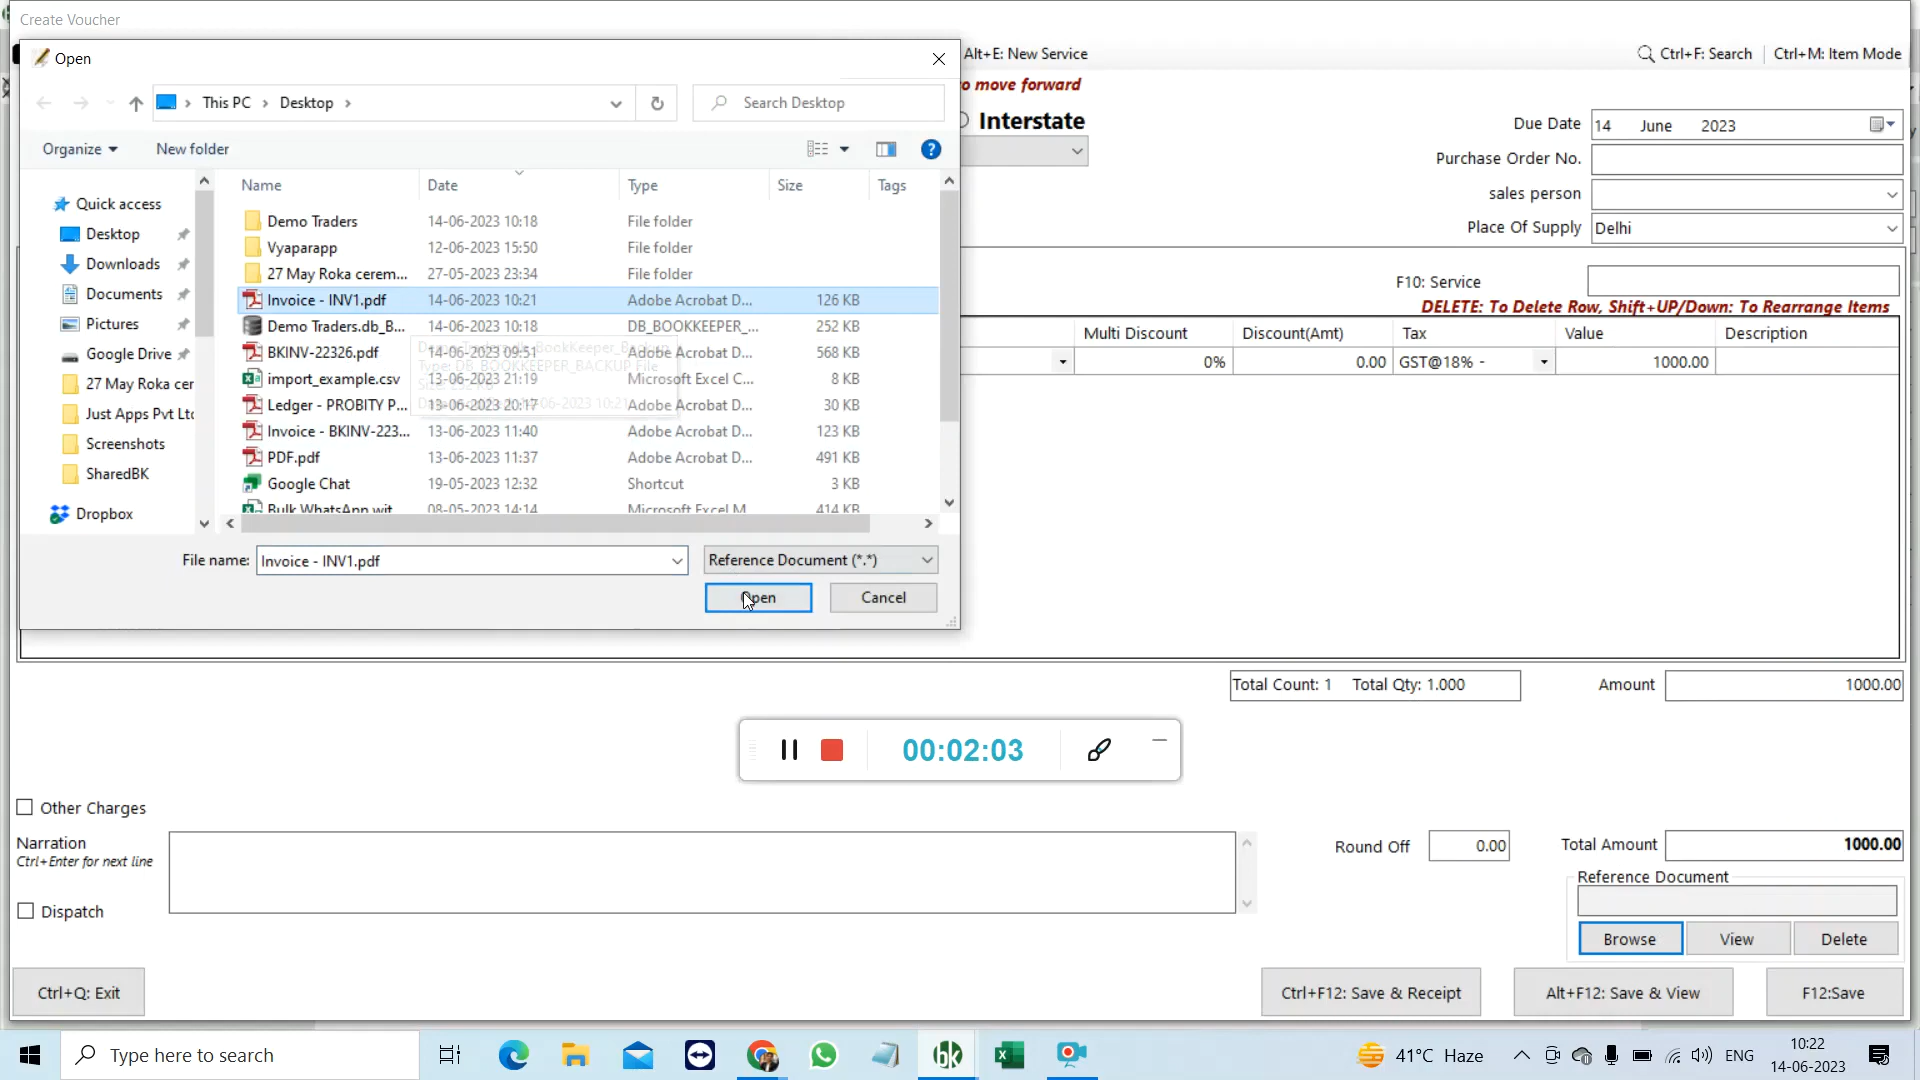 Create Voucher
Open
Alt+E: New Service
Ctrl+F: Search
Ctrl+M: Item Mode
o move forward
This PC
Desktop
Search Desktop
Interstate
Due Date
14 June 2023
Organize
New folder
Purchase Order No.
sales person
Place Of Supply
Delhi
Name
Date
Type
Size
Tags
Quick access
Desktop
Downloads
Documents
Pictures
Google Drive
27 May Roka cer
Just Apps Pvt Ltd
Screenshots
SharedBK
Dropbox
Demo Traders 14-06-2023 10:18 File folder
Vyaparapp 12-06-2023 15:50 File folder
27 May Roka cerem... 27-05-2023 23:34 File folder
Invoice - INV1.pdf 14-06-2023 10:21 Adobe Acrobat D... 126 KB
Demo Traders.db_B... 14-06-2023 10:18 DB_BOOKKEEPER_... 252 KB
BKINV-22326.pdf 14-06-2023 09:51 Adobe Acrobat D... 568 KB
import_example.csv 13-06-2023 21:19 Microsoft Excel C... 8 KB
Ledger - PROBITY P... 13-06-2023 20:17 Adobe Acrobat D... 30 KB
Invoice - BKINV-223... 13-06-2023 11:40 Adobe Acrobat D... 123 KB
PDF.pdf 13-06-2023 11:37 Adobe Acrobat D... 491 KB
Google Chat 19-05-2023 12:32 Shortcut 3 KB
Bulk WhatsApp wit 08-05-2023 14:14 Microsoft Excel M 414 KB
File name:
Invoice - INV1.pdf
Reference Document (*.*)
Open
Cancel
F10: Service
DELETE: To Delete Row, Shift+UP/Down: To Rearrange Items
Multi Discount
Discount(Amt)
Tax
Value
Description
0%
0.00
GST@18% -
1000.00
Total Count: 1 Total Qty: 1.000
Amount
1000.00
00:02:03
Other Charges
Narration
Ctrl+Enter for next line
Dispatch
Round Off
0.00
Total Amount
1000.00
Reference Document
Browse
View
Delete
Ctrl+Q: Exit
Ctrl+F12: Save & Receipt
Alt+F12: Save & View
F12:Save
Type here to search
bk
41°C Haze
ENG
10:22
14-06-2023